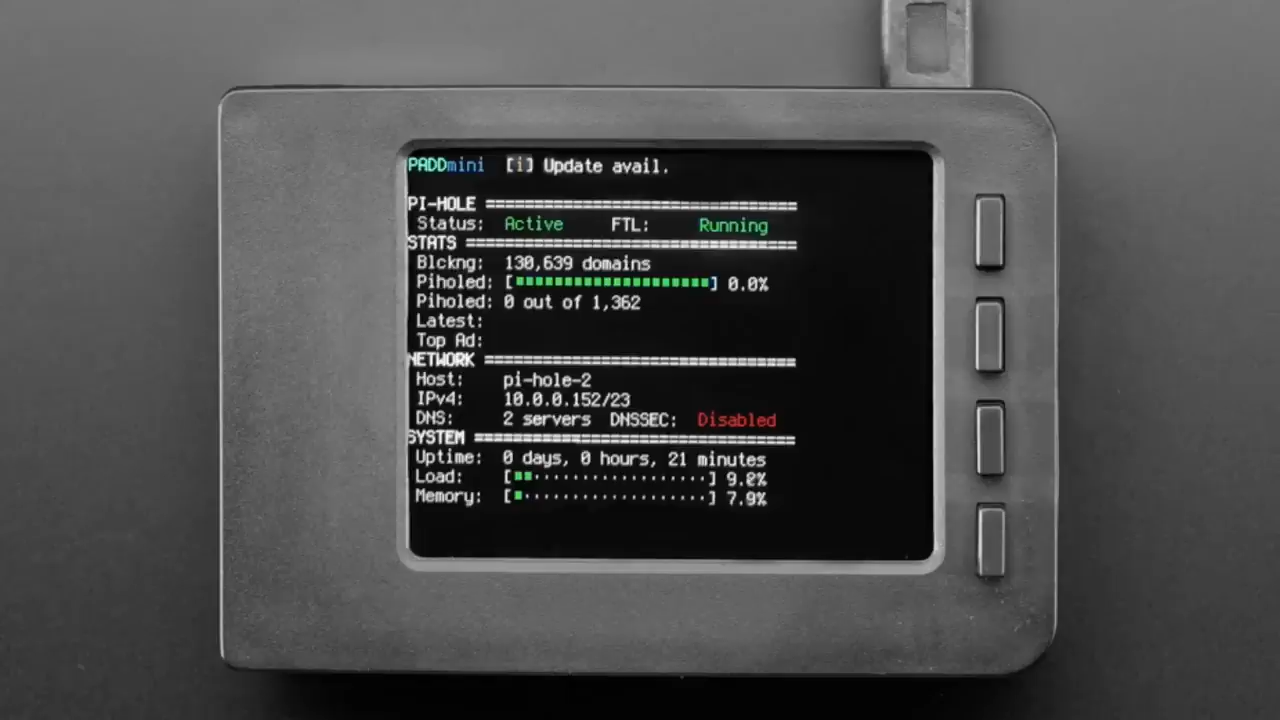 PADDmini [i] Update avail.
PI-HOLE ================================
Status: Active FTL: Running
STATS ==================================
Blckng: 130,639 domains
Piholed: [■■■■■■■■■■■■■■■■■■■■] 0.0%
Piholed: 0 out of 1,362
Latest:
Top Ad:
NETWORK ================================
Host: pi-hole-2
IPv4: 10.0.0.152/23
DNS: 2 servers DNSSEC: Disabled
SYSTEM =================================
Uptime: 0 days, 0 hours, 21 minutes
Load: [■■··················] 9.2%
Memory: [■···················] 7.9%